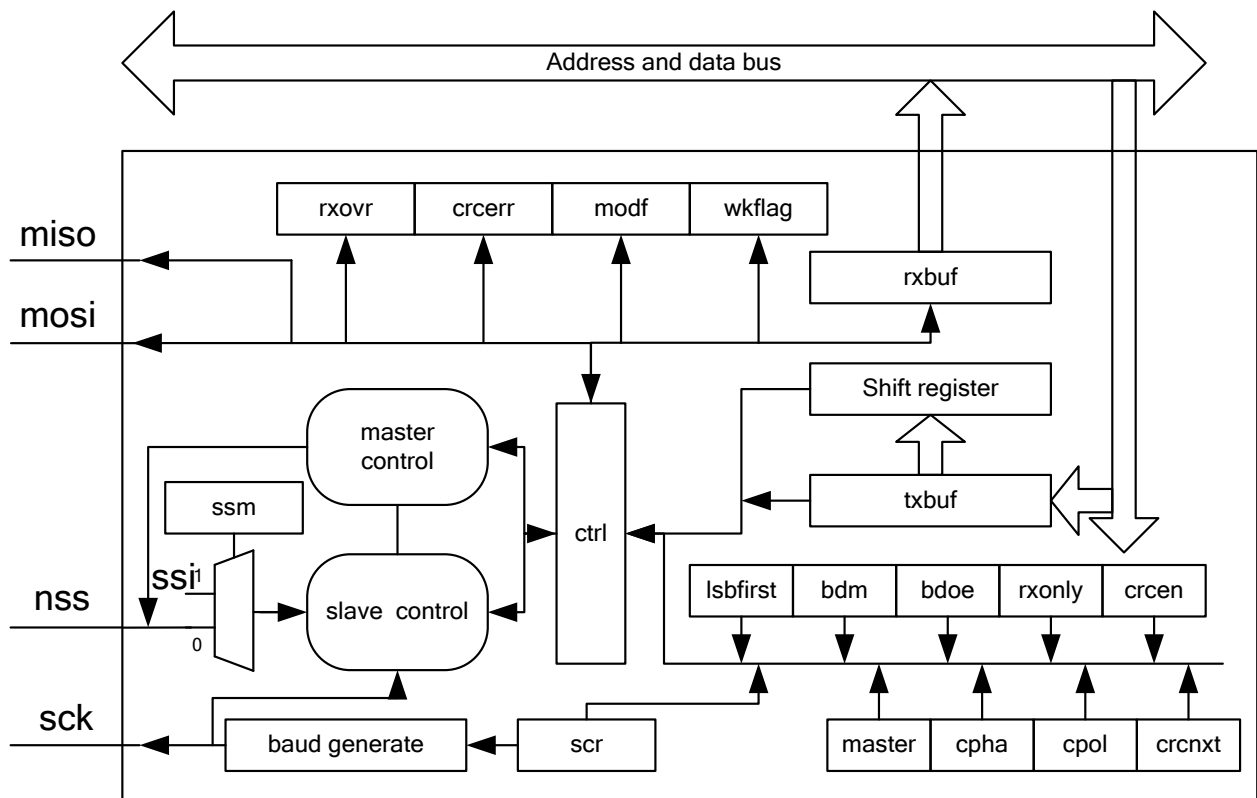 Address and data bus
rxovr
crcerr
modf
wkflag
miso
rxbuf
mosi
Shift register
master
control
ssm
txbuf
ctrl
ssi
1
lsbfirst
bdm
bdoe
rxonly
crcen
nss
slave control
0
sck
baud generate
scr
master
cpha
cpol
crcnxt